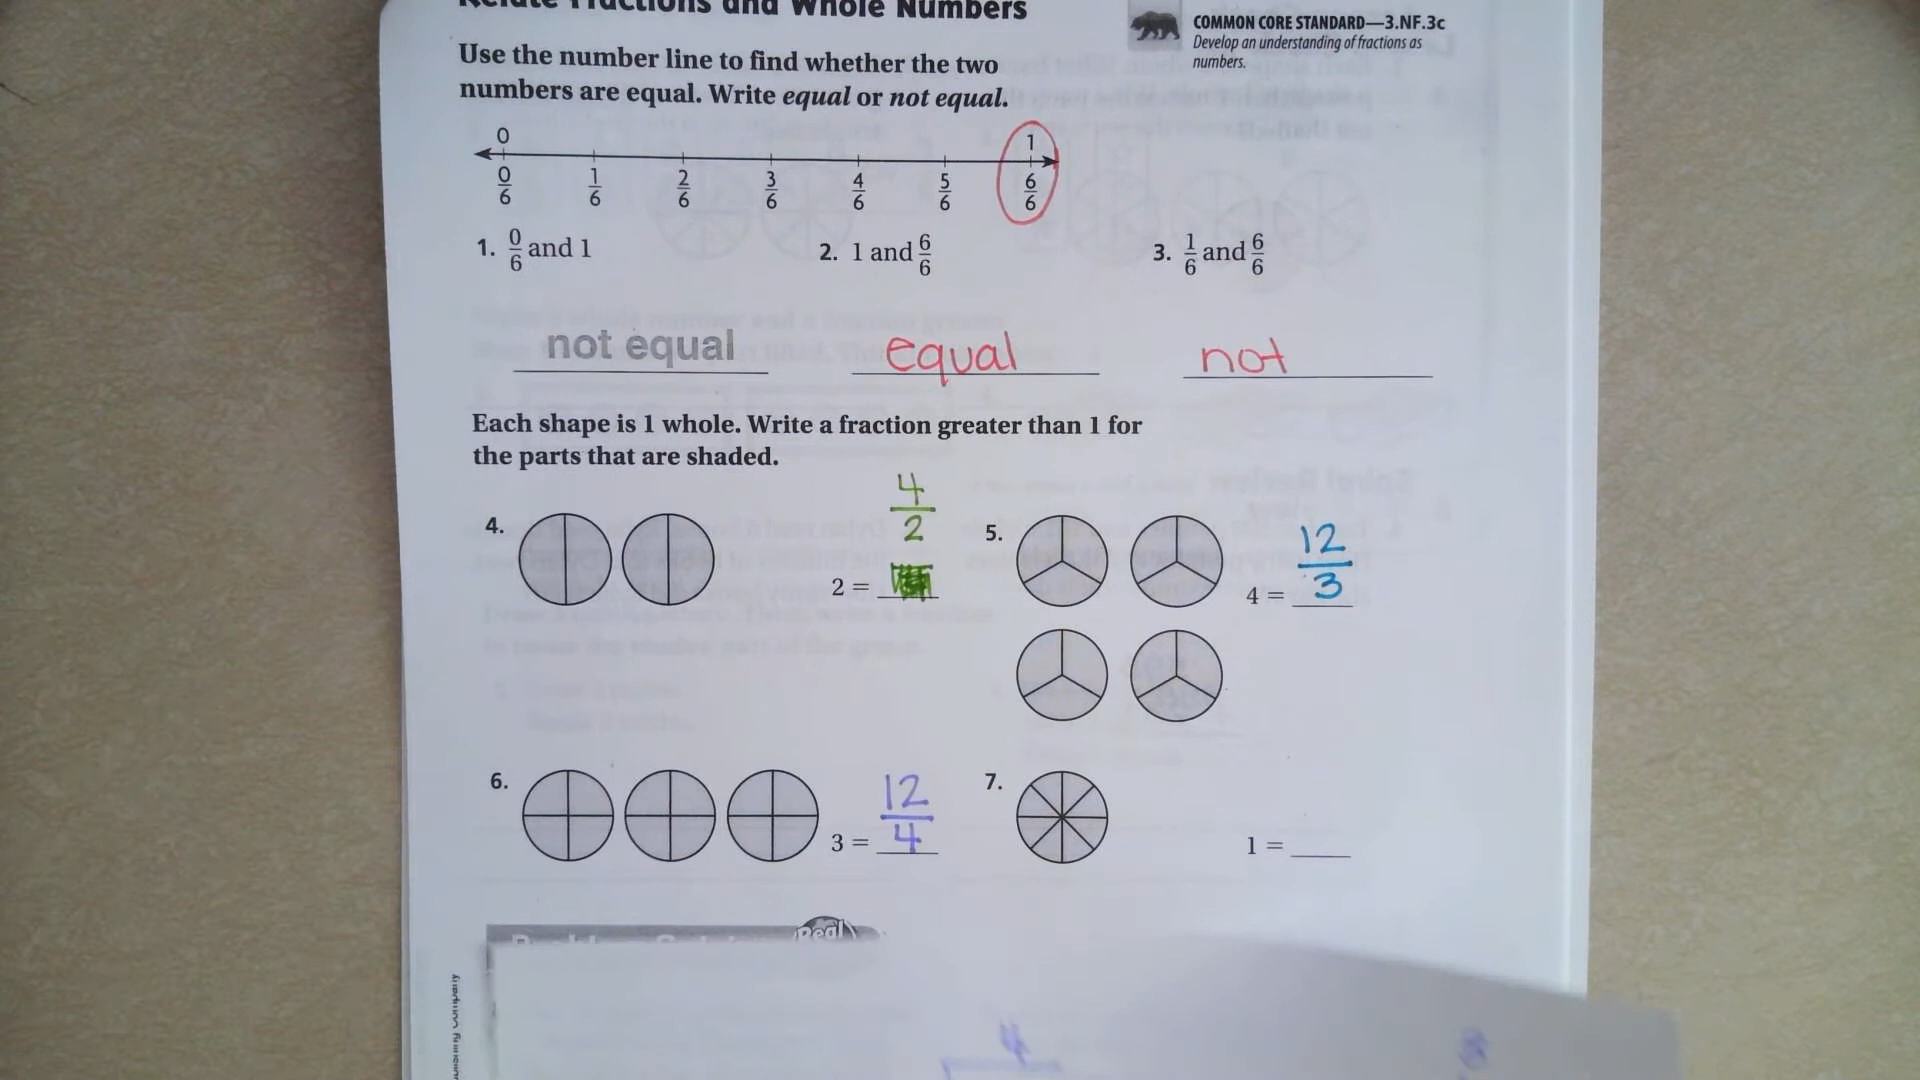 Relate Fractions and Whole Numbers
COMMON CORE STANDARD—3.NF.3c
Develop an understanding of fractions as
numbers.
Use the number line to find whether the two
numbers are equal. Write equal or not equal.
0 1
0/6 1/6 2/6 3/6 4/6 5/6 6/6
1. 0/6 and 1
2. 1 and 6/6
3. 1/6 and 6/6
not equal
equal
not
Each shape is 1 whole. Write a fraction greater than 1 for
the parts that are shaded.
4. 2 = 4/2
5. 4 = 12/3
6. 3 = 12/4
7. 1 =
Real